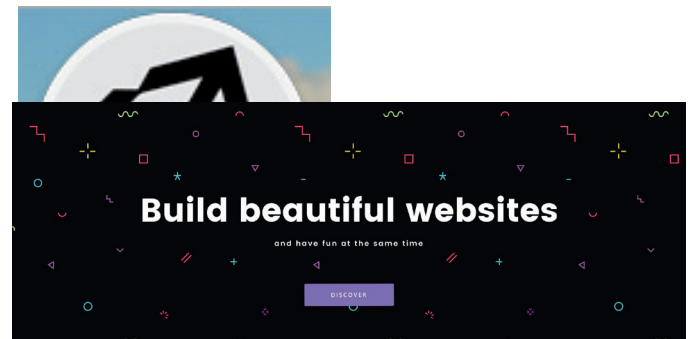 Build beautiful websites
and have fun at the same time
DISCOVER